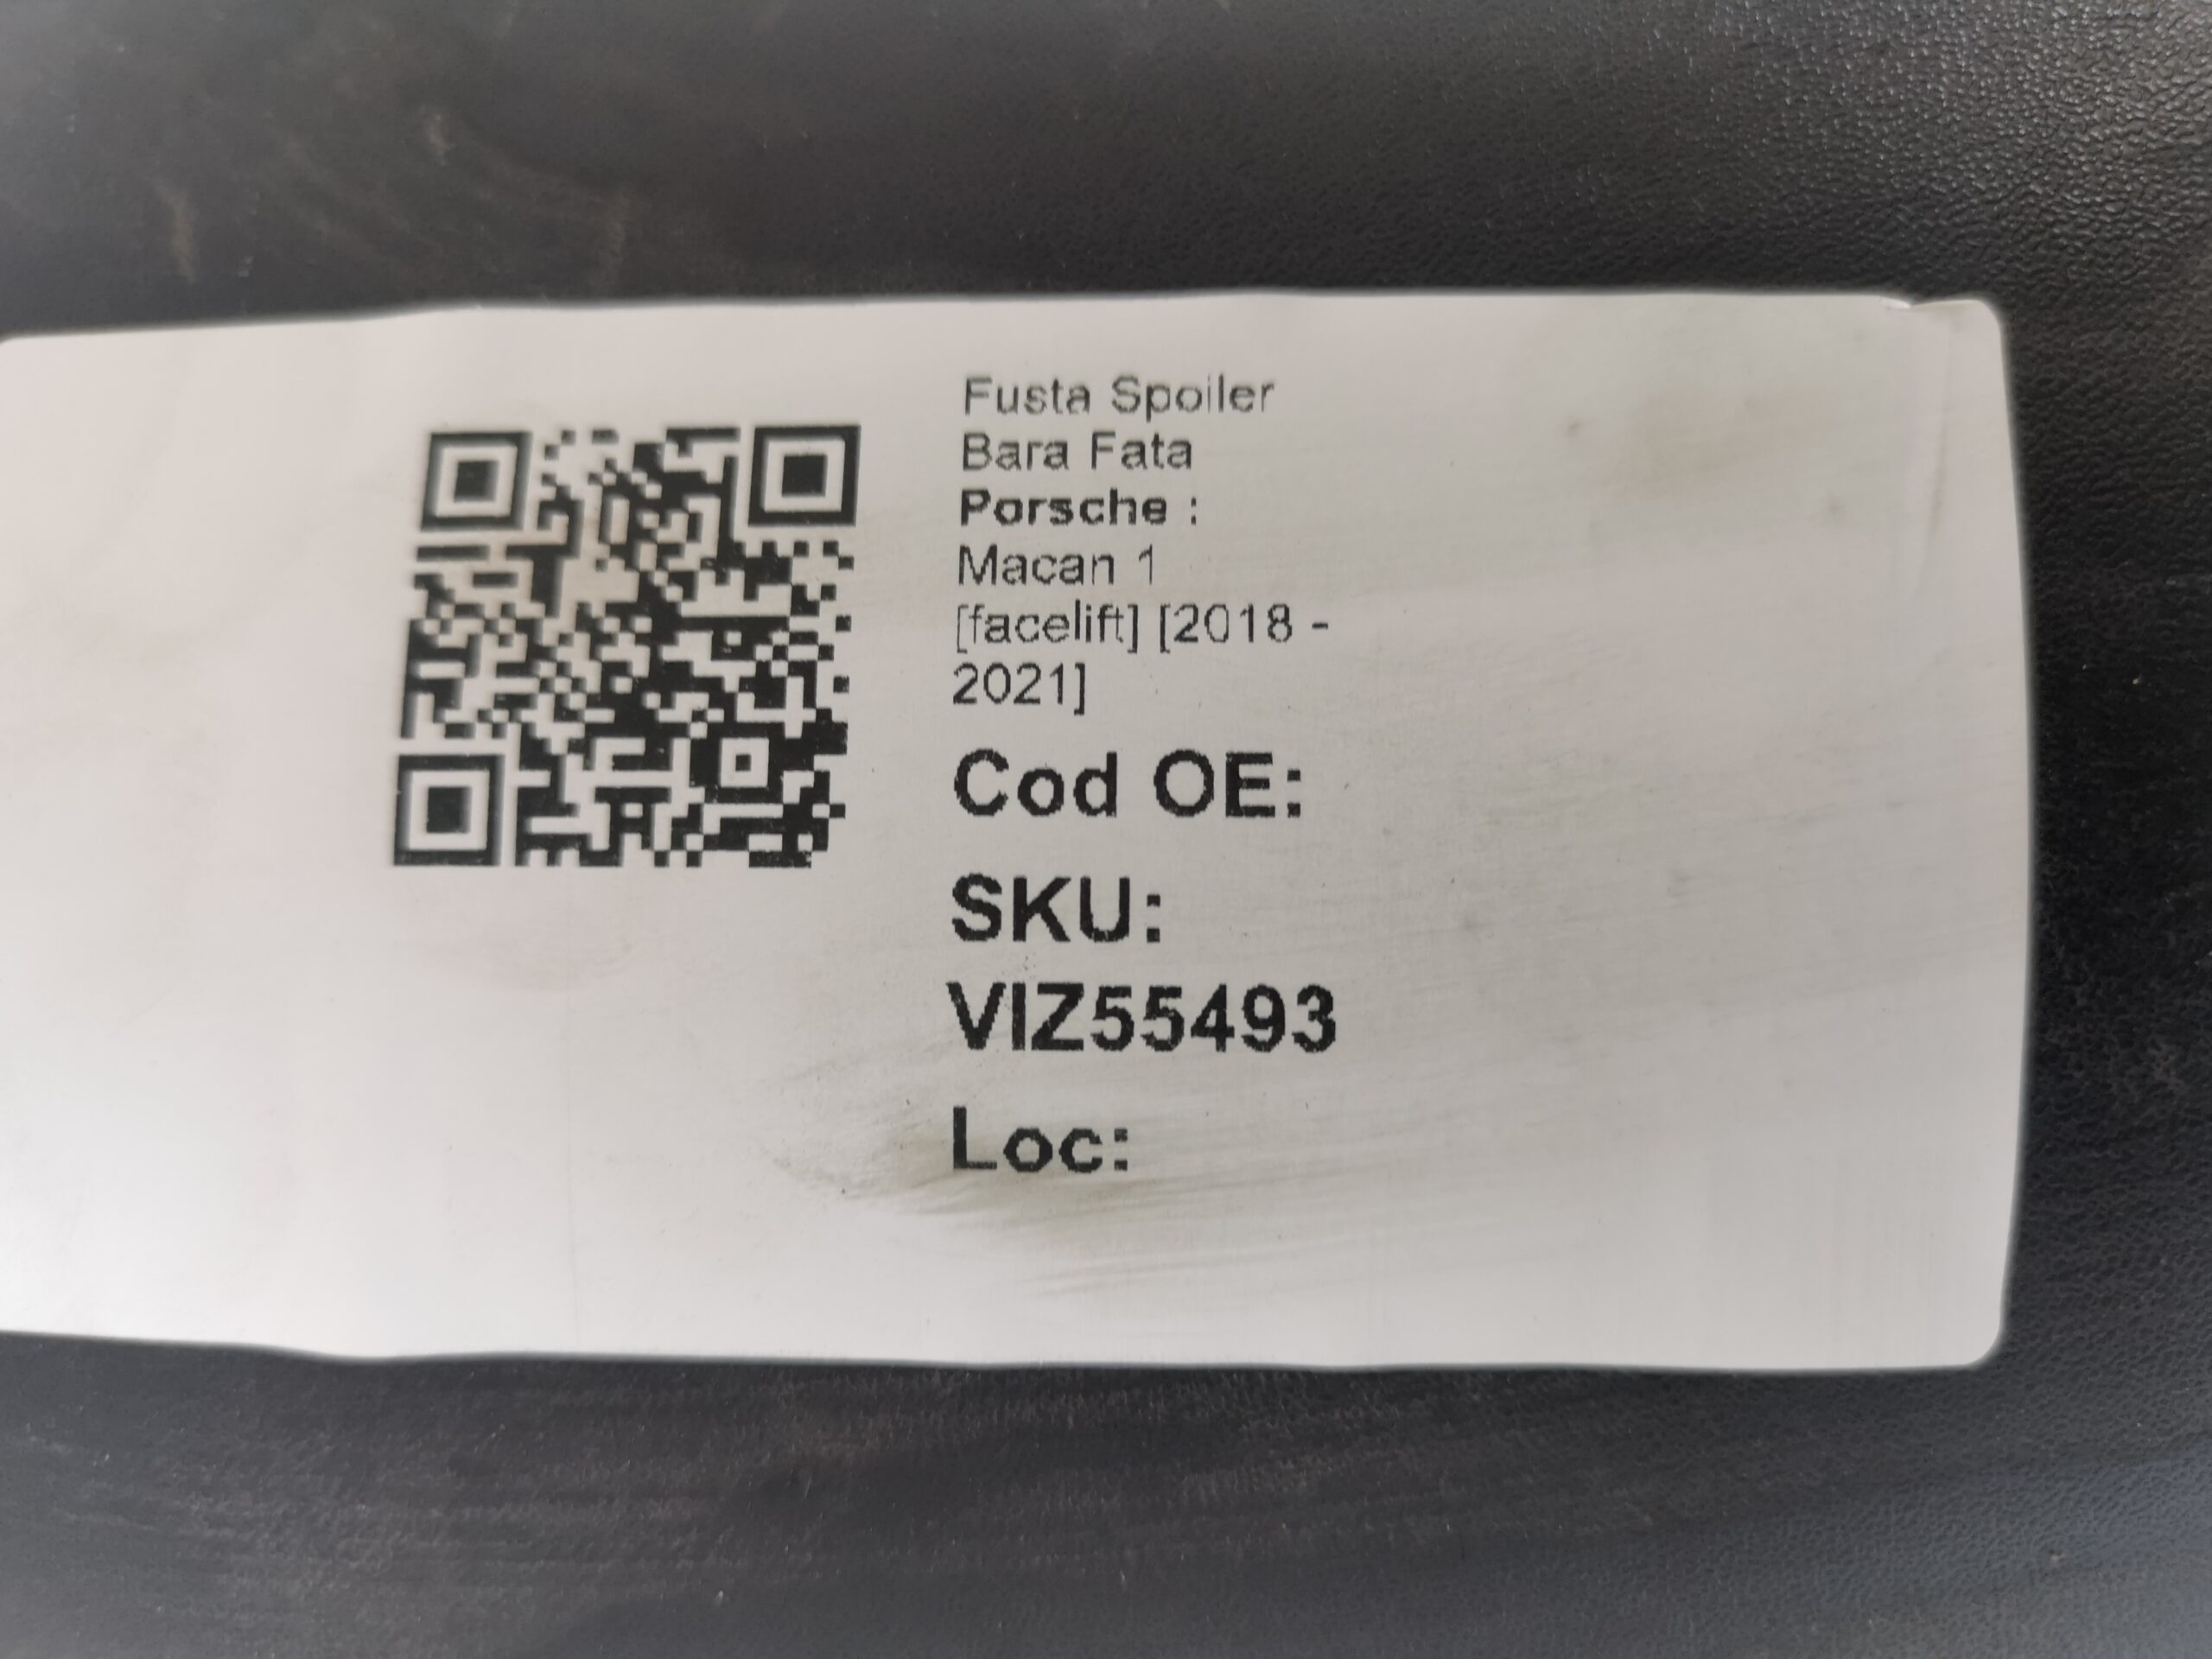 Fusta Spoiler
Bara Fata
Porsche :
Macan 1
[facelift] [2018 -
2021]
Cod OE:
SKU:
VIZ55493
Loc: